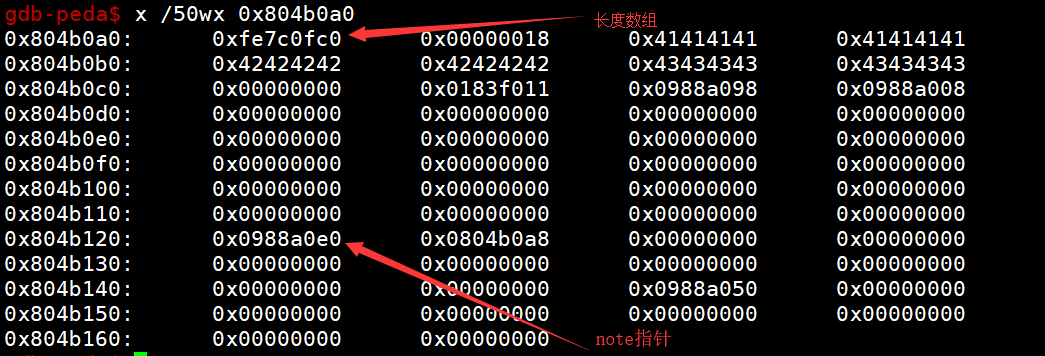 gdb-peda$ x /50wx 0x804b0a0
长度数组
0x804b0a0: 0xfe7c0fc0 0x00000018 0x41414141 0x41414141
0x804b0b0: 0x42424242 0x42424242 0x43434343 0x43434343
0x804b0c0: 0x00000000 0x0183f011 0x0988a098 0x0988a008
0x804b0d0: 0x00000000 0x00000000 0x00000000 0x00000000
0x804b0e0: 0x00000000 0x00000000 0x00000000 0x00000000
0x804b0f0: 0x00000000 0x00000000 0x00000000 0x00000000
0x804b100: 0x00000000 0x00000000 0x00000000 0x00000000
0x804b110: 0x00000000 0x00000000 0x00000000 0x00000000
0x804b120: 0x0988a0e0 0x0804b0a8 0x00000000 0x00000000
0x804b130: 0x00000000 0x00000000 0x00000000 0x00000000
0x804b140: 0x00000000 0x00000000 0x0988a050 0x00000000
0x804b150: 0x00000000 0x00000000 0x00000000 0x00000000
0x804b160: 0x00000000 0x00000000
note指针